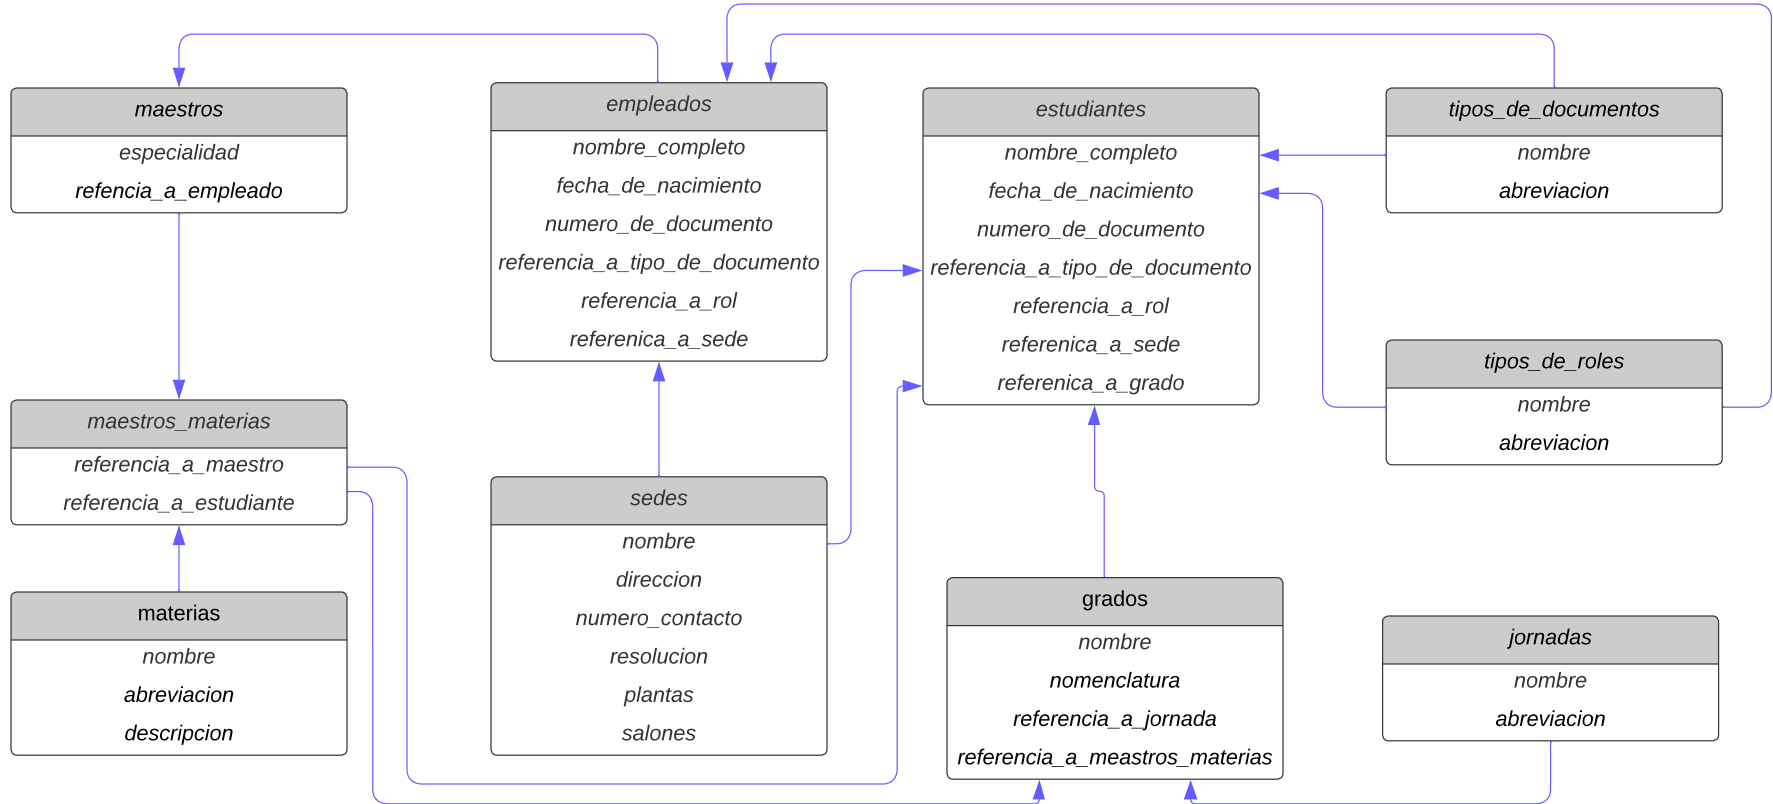 maestros
especialidad
refencia_a_empleado
empleados
nombre_completo
fecha_de_nacimiento
numero_de_documento
referencia_a_tipo_de_documento
referencia_a_rol
referenica_a_sede
estudiantes
nombre_completo
fecha_de_nacimiento
numero_de_documento
referencia_a_tipo_de_documento
referencia_a_rol
referenica_a_sede
referenica_a_grado
tipos_de_documentos
nombre
abreviacion
tipos_de_roles
nombre
abreviacion
maestros_materias
referencia_a_maestro
referencia_a_estudiante
materias
nombre
abreviacion
descripcion
sedes
nombre
direccion
numero_contacto
resolucion
plantas
salones
grados
nombre
nomenclatura
referencia_a_jornada
referencia_a_meastros_materias
jornadas
nombre
abreviacion